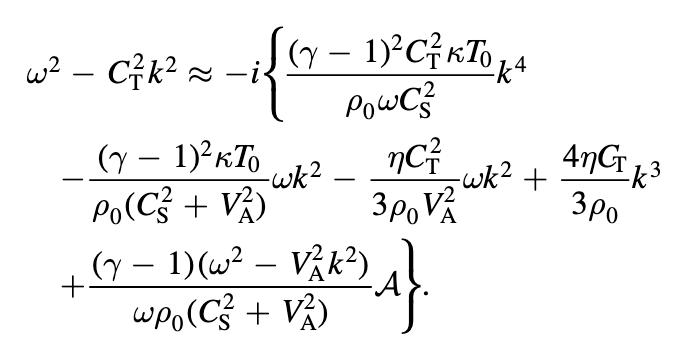 ω² − C_T²k² ≈ −i{ (γ − 1)²C_T²κT₀ / ρ₀ωC_S² k⁴
− (γ − 1)²κT₀ / ρ₀(C_S² + V_A²) ωk² − ηC_T² / 3ρ₀V_A² ωk² + 4ηC_T / 3ρ₀ k³
+ (γ − 1)(ω² − V_A²k²) / ωρ₀(C_S² + V_A²) 𝒜 }.